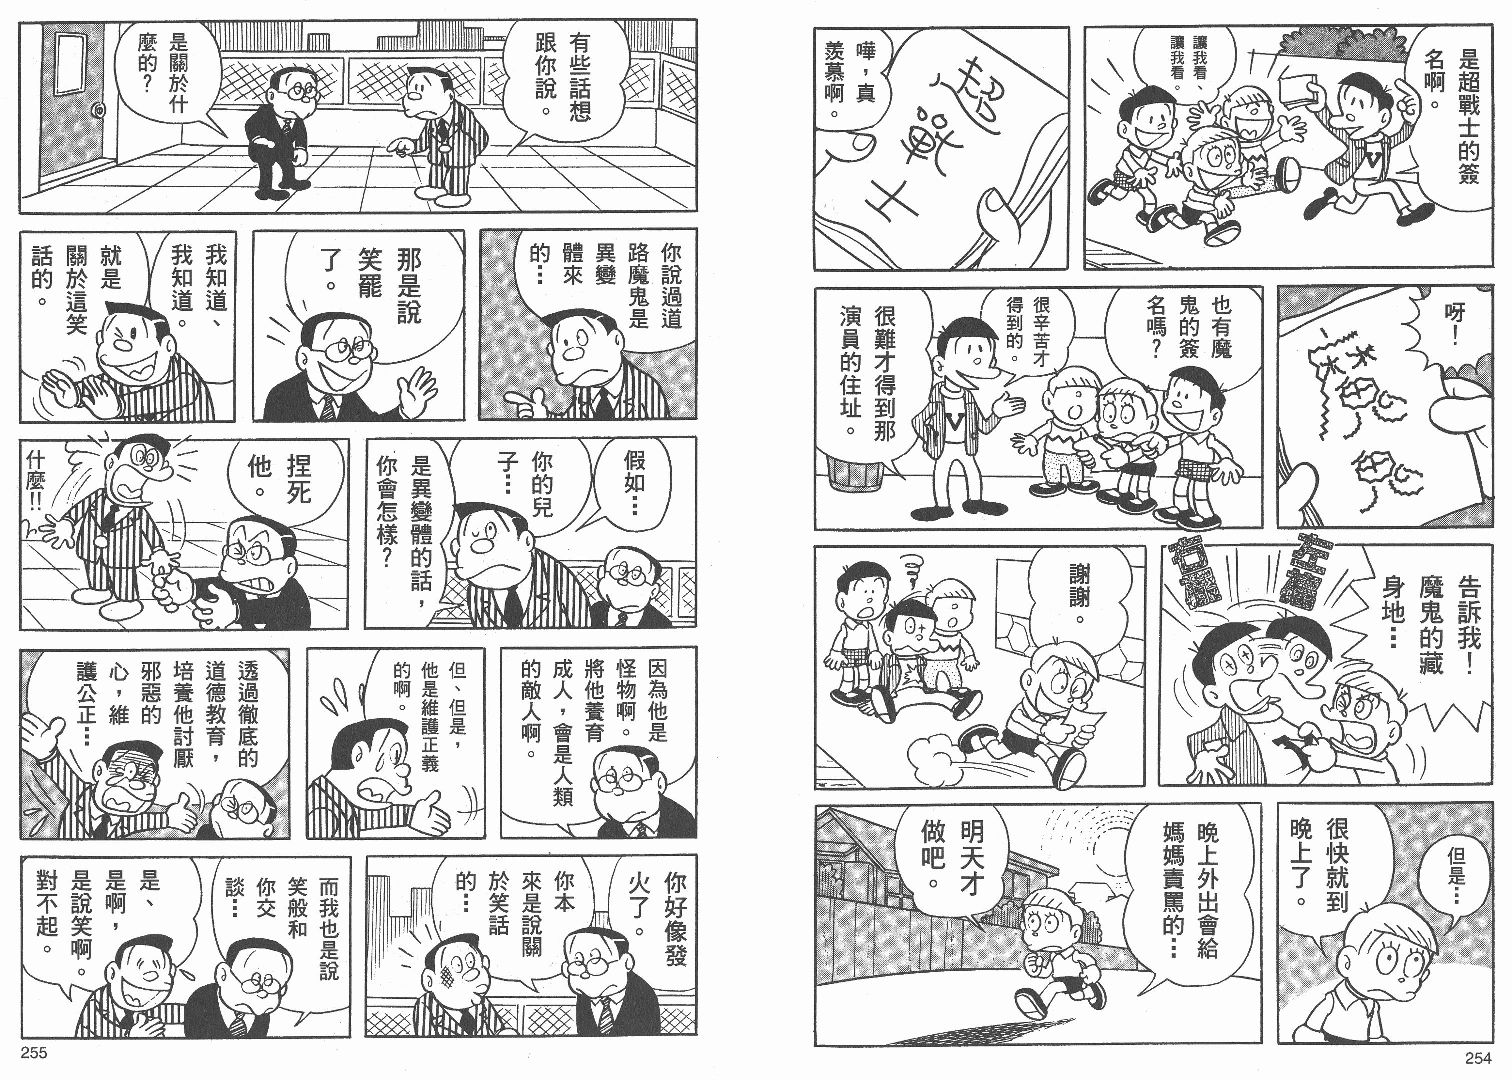 是超戰士的簽
名啊。
讓我看、
讓我看。
超戰士
嘩，真
羨慕啊。
呀！
也有魔
鬼的簽
名嗎？
很辛苦才
得到的。
很難才得到那
演員的住址。
告訴我！
魔鬼的藏
身地…
謝謝。
但是…
很快就到
晚上了。
晚上外出會給
媽媽責罵的…
明天才
做吧。
254
有些話想
跟你說。
是關於什
麼的？
你說過道
路魔鬼是
異變
體來
的…
那是說
笑罷
了。
我知道、
我知道。
就是
關於這笑
話的。
假如…
你的兒
子…
是異變體的話，
你會怎樣？
捏死
他。
什麼！！
因為他是
怪物啊。
將他養育
成人，會是人類
的敵人啊。
但、但是，
他是維護正義
的啊。
透過徹底的
道德教育，
培養他討厭
邪惡的
心，維
護公正…
你好像發
火了。
你本
來是說關
於笑話
的…
而我也是說
笑般和
你交
談…
是、
是啊，
是說笑啊。
對不起。
255